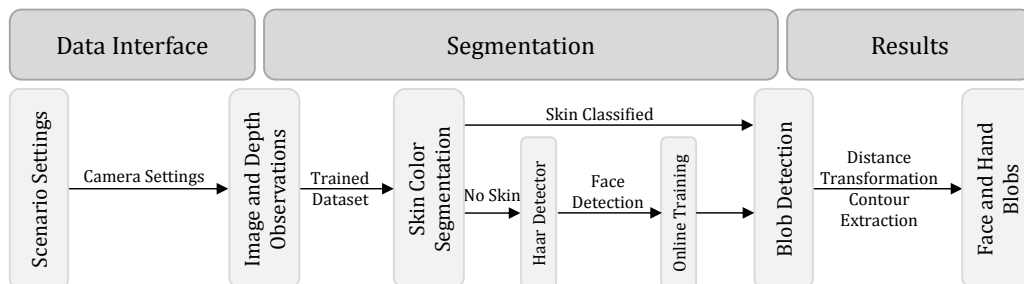 Data Interface
Segmentation
Results
Scenario Settings
Camera Settings
Image and Depth
Observations
Trained
Dataset
Skin Color
Segmentation
Skin Classified
No Skin
Haar Detector
Face
Detection
Online Training
Blob Detection
Distance
Transformation
Contour
Extraction
Face and Hand
Blobs